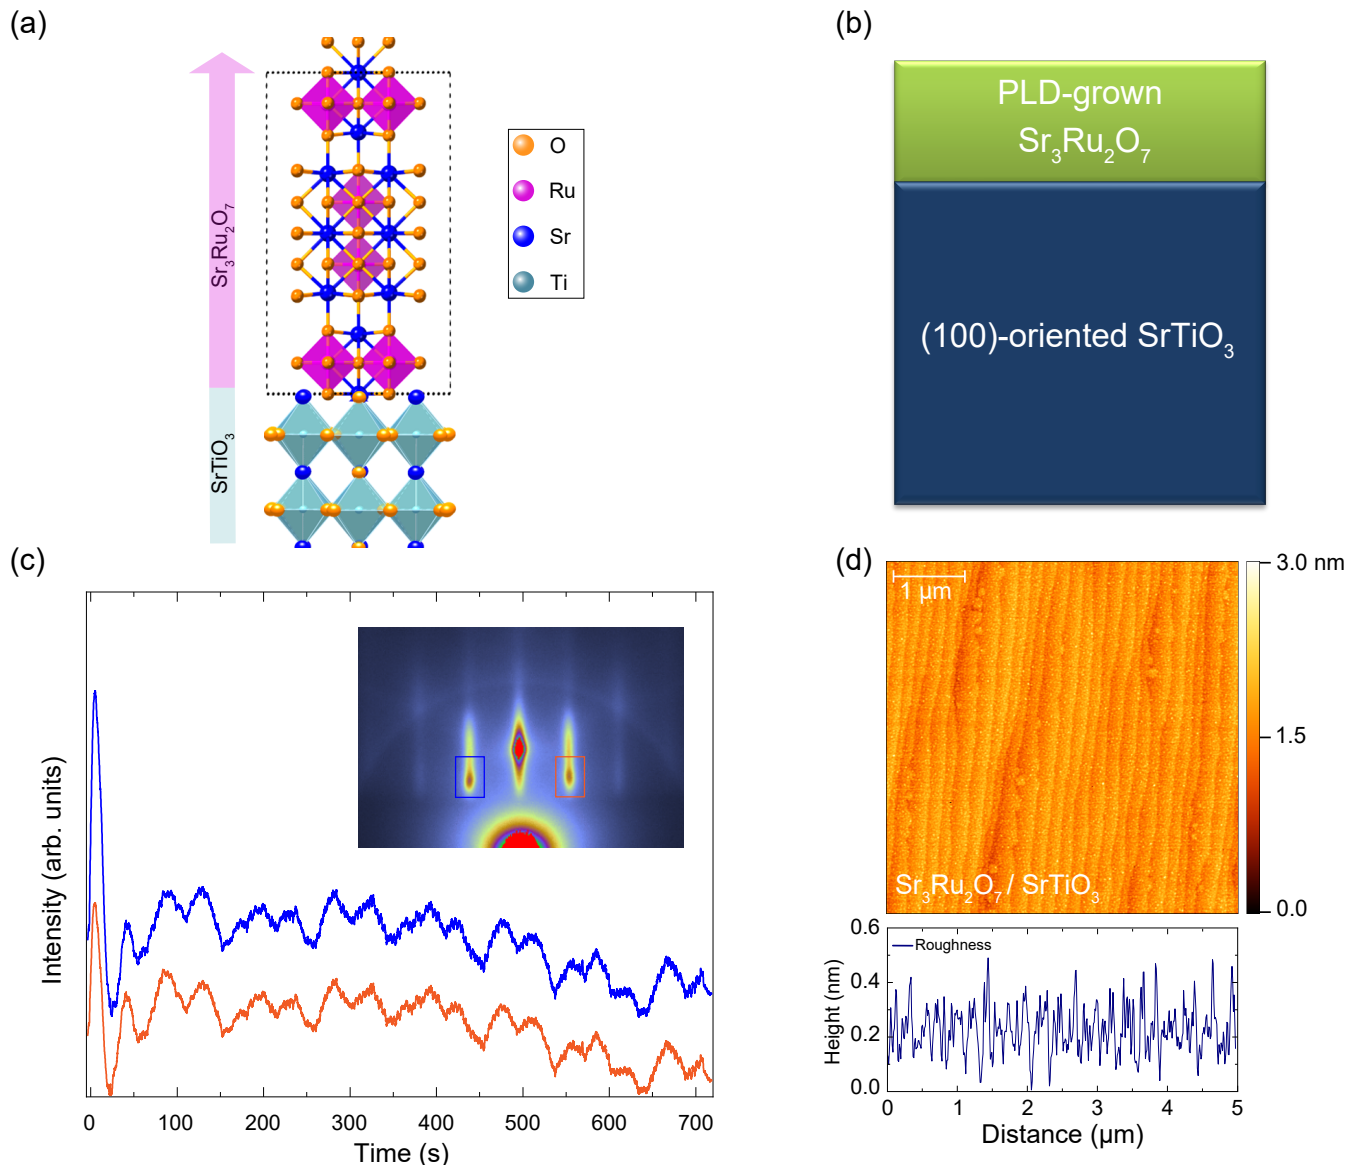 (a)
Sr3Ru2O7
SrTiO3
O
Ru
Sr
Ti
(b)
PLD-grown
Sr3Ru2O7
(100)-oriented SrTiO3
(c)
Intensity (arb. units)
0 100 200 300 400 500 600 700
Time (s)
(d)
1 µm
3.0 nm
1.5
0.0
Sr3Ru2O7 / SrTiO3
Roughness
Height (nm)
0.6
0.4
0.2
0.0
0 1 2 3 4 5
Distance (µm)